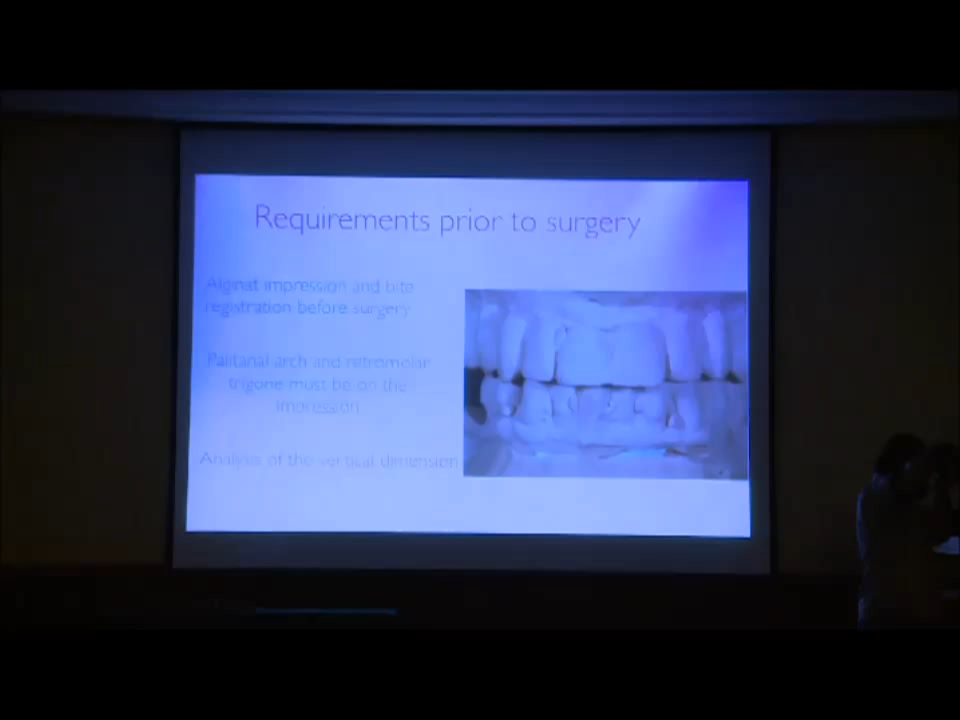 Requirements prior to surgery
Alginat impression and bite
registration before surgery
Palitanal arch and retromolar
trigone must be on the
impression
Analysis of the vertical dimension